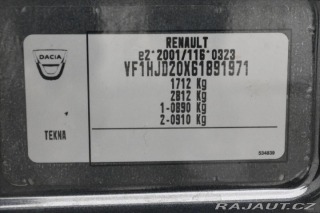 RENAULT
e2*2001/116*0323
VF1HJD20X61891971
1712 Kg
2812 Kg
1-0890 Kg
2-0910 Kg
DACIA
TEKNA
934839
RAJAUT.CZ